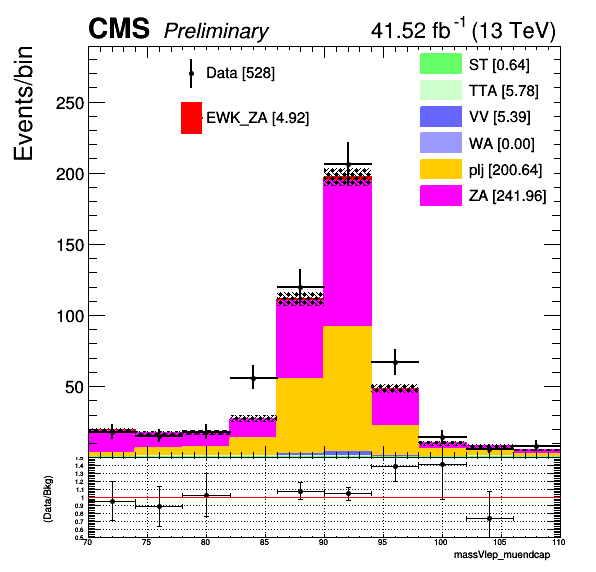 CMS Preliminary 41.52 fb⁻¹ (13 TeV)
Events/bin
Data [528]
EWK_ZA [4.92]
ST [0.64]
TTA [5.78]
VV [5.39]
WA [0.00]
plj [200.64]
ZA [241.96]
250
200
150
100
50
(Data/Bkg)
1.5
1.4
1.3
1.2
1.1
1
0.9
0.8
0.7
0.6
0.5
70 75 80 85 90 95 100 105 110
massVlep_muendcap